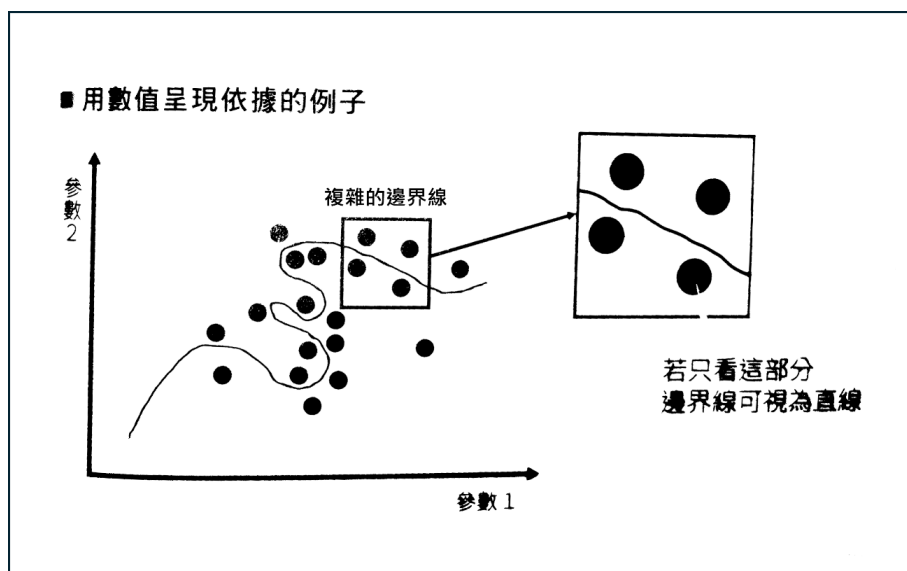 ■用數值呈現依據的例子
參數2
複雜的邊界線
若只看這部分
邊界線可視為直線
參數1